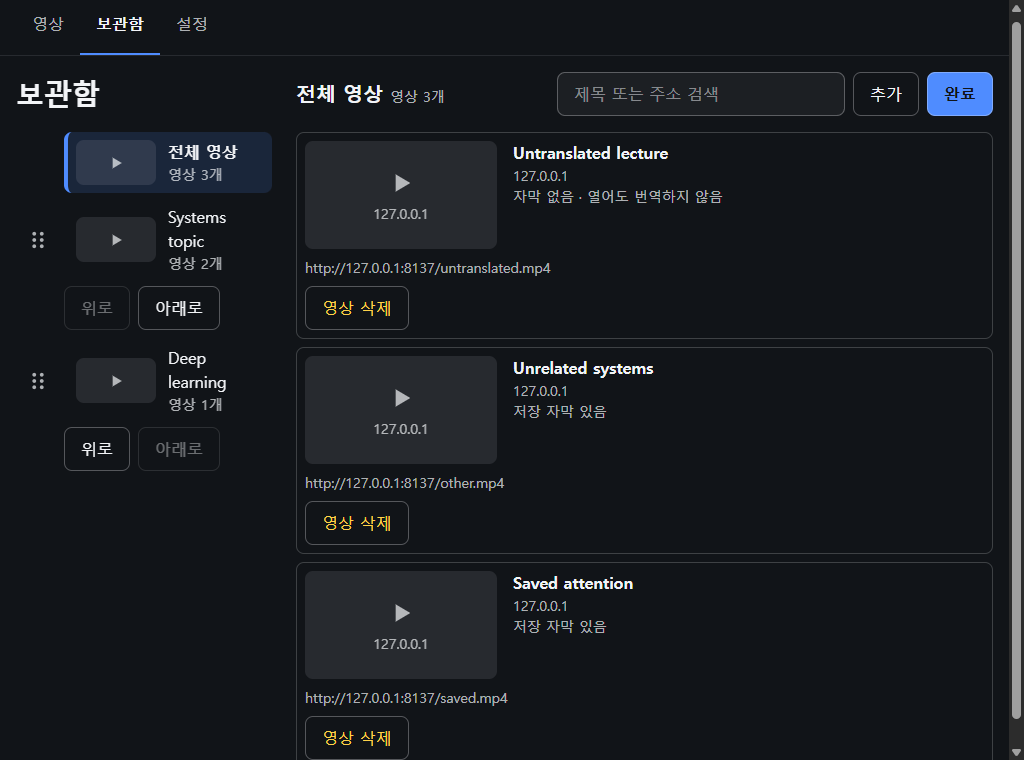 영상
보관함
설정
보관함
전체 영상
영상 3개
Systems
topic
영상 2개
위로
아래로
Deep
learning
영상 1개
위로
아래로
전체 영상 영상 3개
제목 또는 주소 검색
추가
완료
127.0.0.1
Untranslated lecture
127.0.0.1
자막 없음 · 열어도 번역하지 않음
http://127.0.0.1:8137/untranslated.mp4
영상 삭제
127.0.0.1
Unrelated systems
127.0.0.1
저장 자막 있음
http://127.0.0.1:8137/other.mp4
영상 삭제
127.0.0.1
Saved attention
127.0.0.1
저장 자막 있음
http://127.0.0.1:8137/saved.mp4
영상 삭제